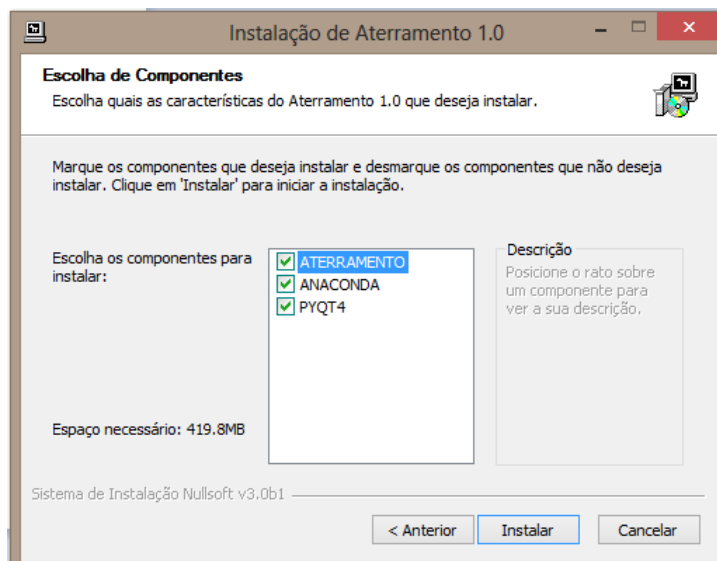 Instalação de Aterramento 1.0
Escolha de Componentes
Escolha quais as características do Aterramento 1.0 que deseja instalar.
Marque os componentes que deseja instalar e desmarque os componentes que não deseja
instalar. Clique em 'Instalar' para iniciar a instalação.
Escolha os componentes para
instalar:
ATERRAMENTO
ANACONDA
PYQT4
Descrição
Posicione o rato sobre
um componente para
ver a sua descrição.
Espaço necessário: 419.8MB
Sistema de Instalação Nullsoft v3.0b1
< Anterior
Instalar
Cancelar